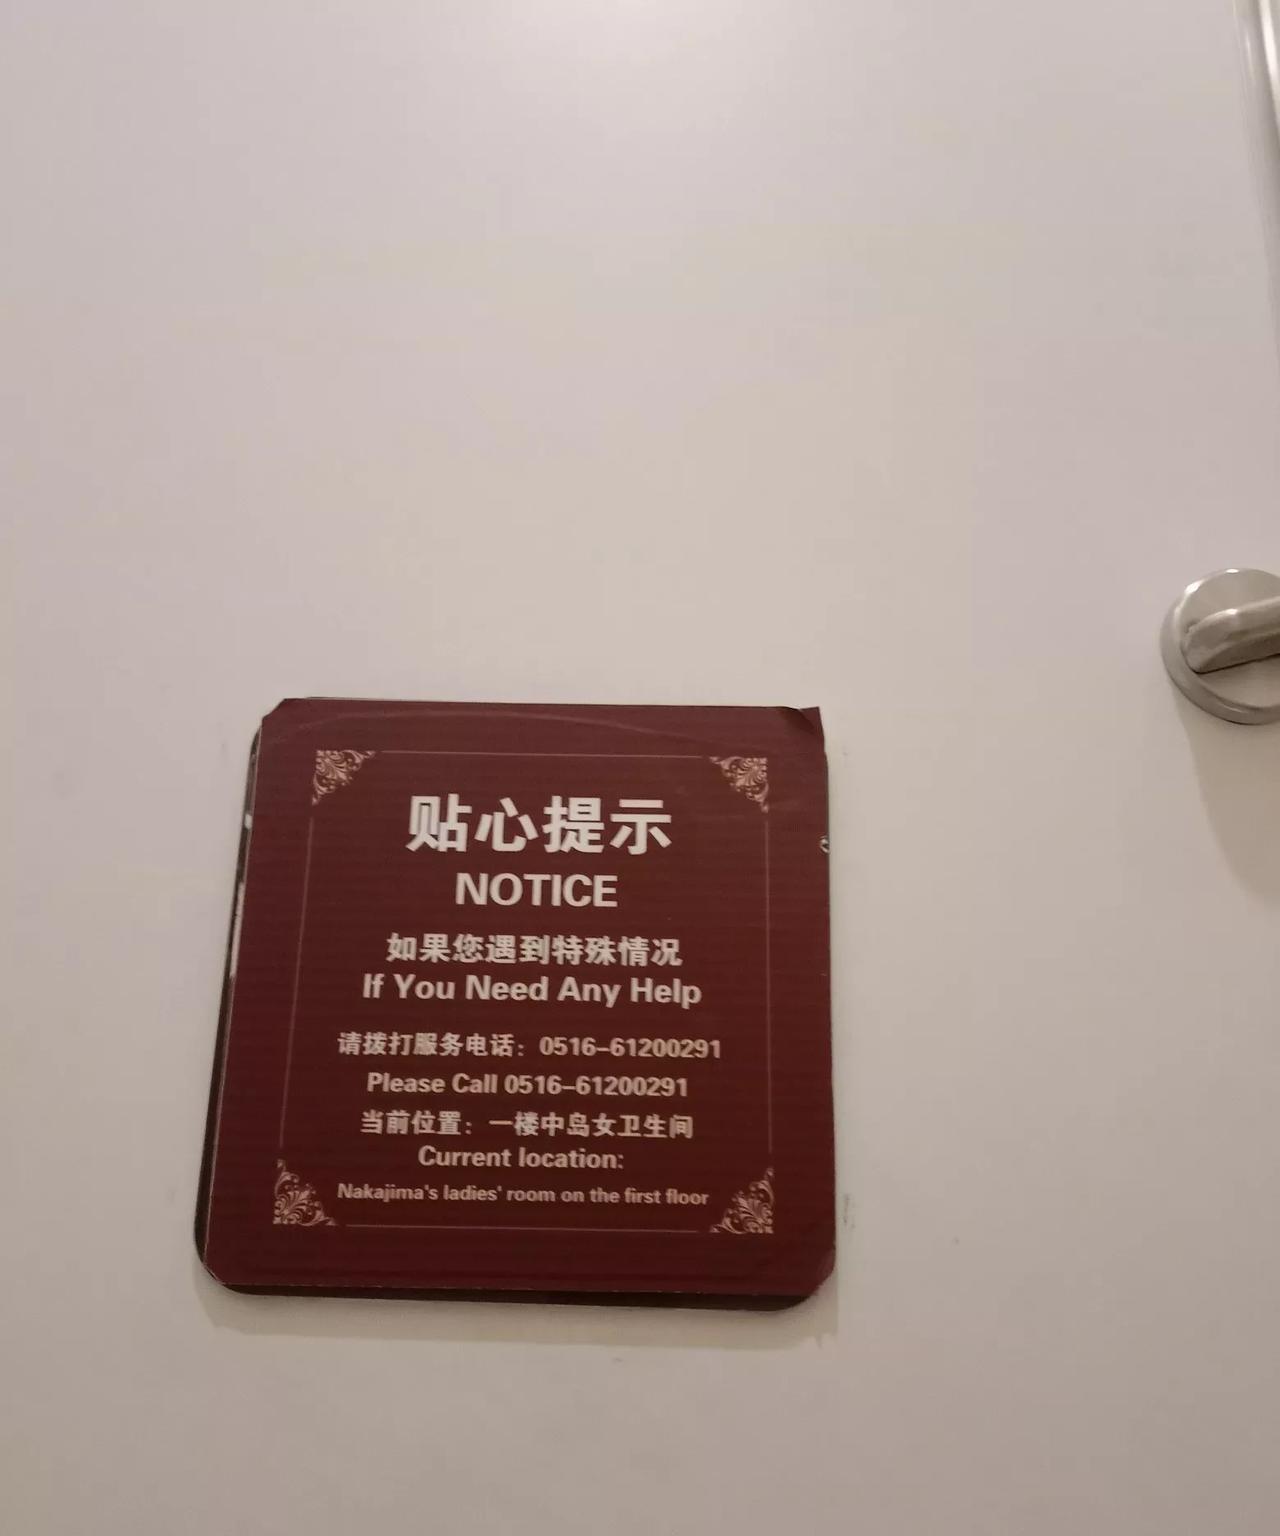 贴心提示
NOTICE
如果您遇到特殊情况
If You Need Any Help
请拨打服务电话：0516-61200291
Please Call 0516-61200291
当前位置：一楼中岛女卫生间
Current location:
Nakajima's ladies' room on the first floor